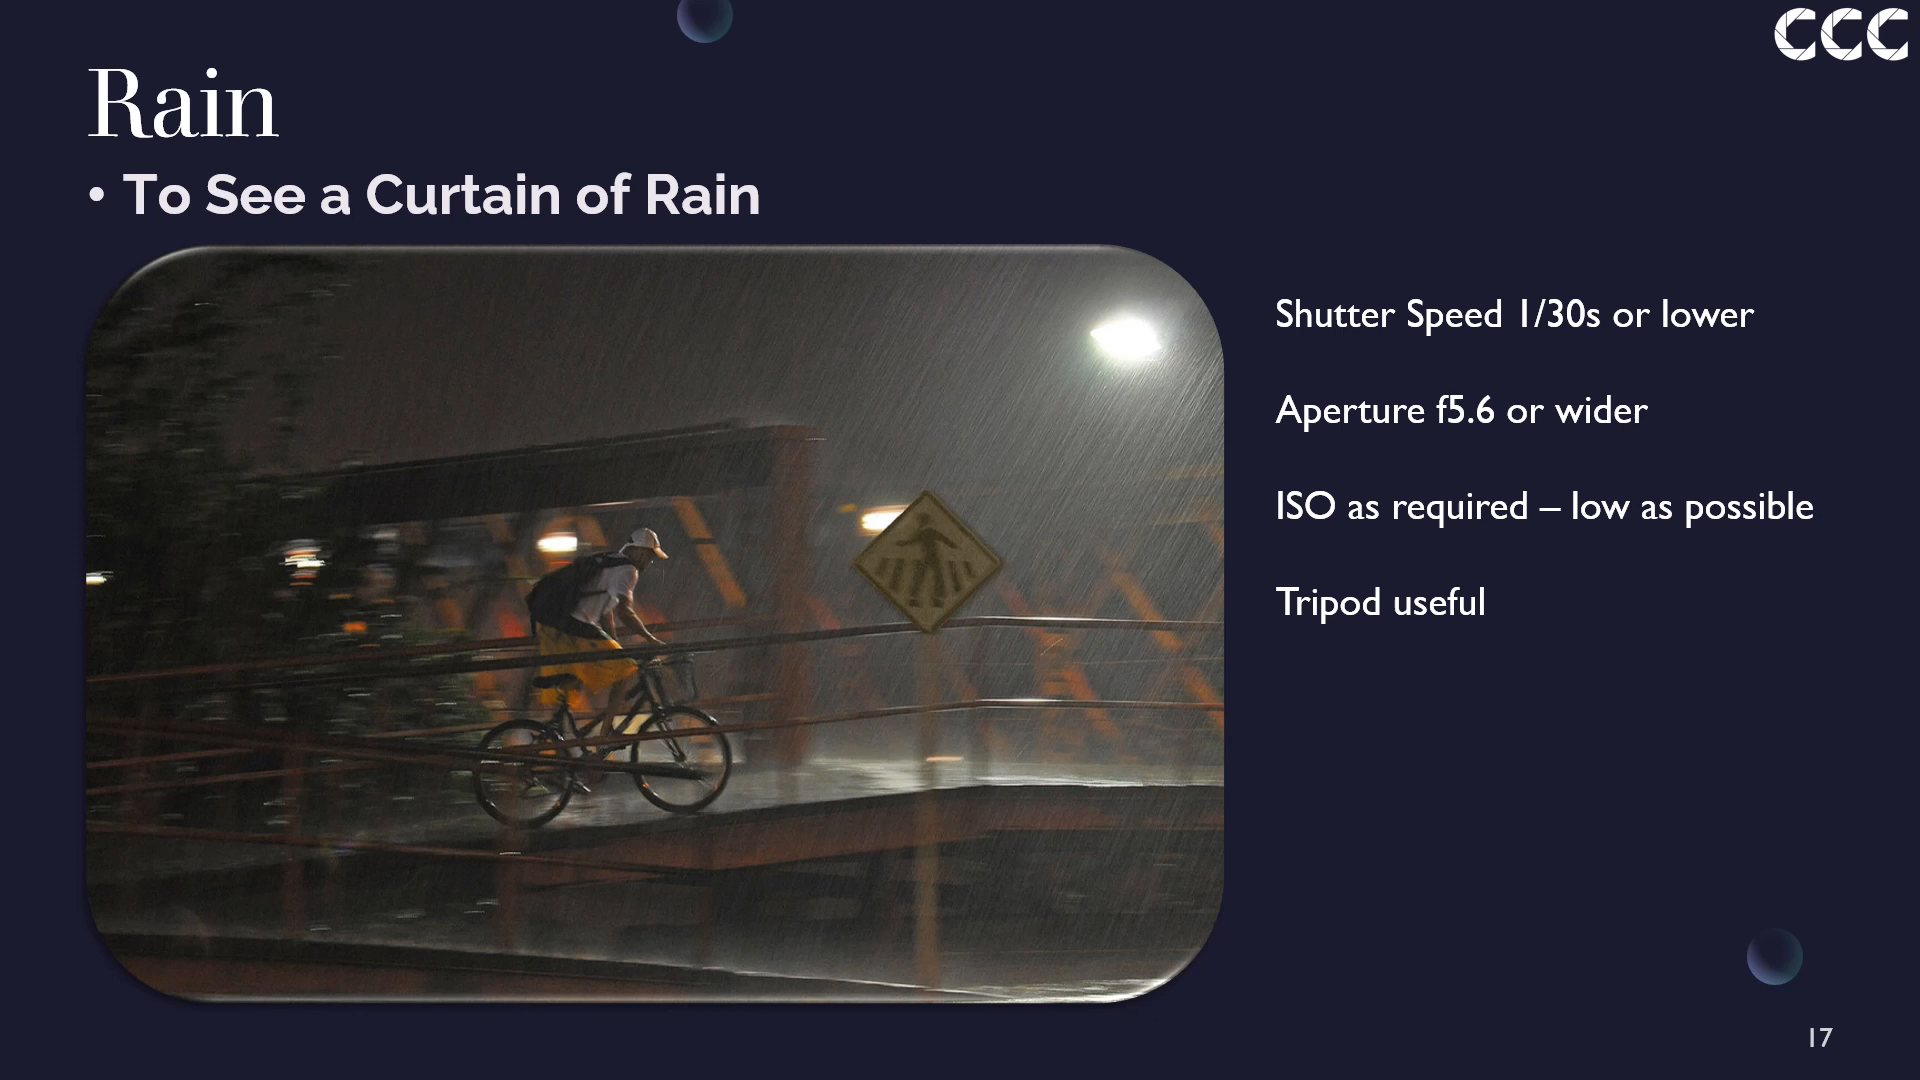 CCC
Rain
• To See a Curtain of Rain
Shutter Speed 1/30s or lower
Aperture f5.6 or wider
ISO as required – low as possible
Tripod useful
17